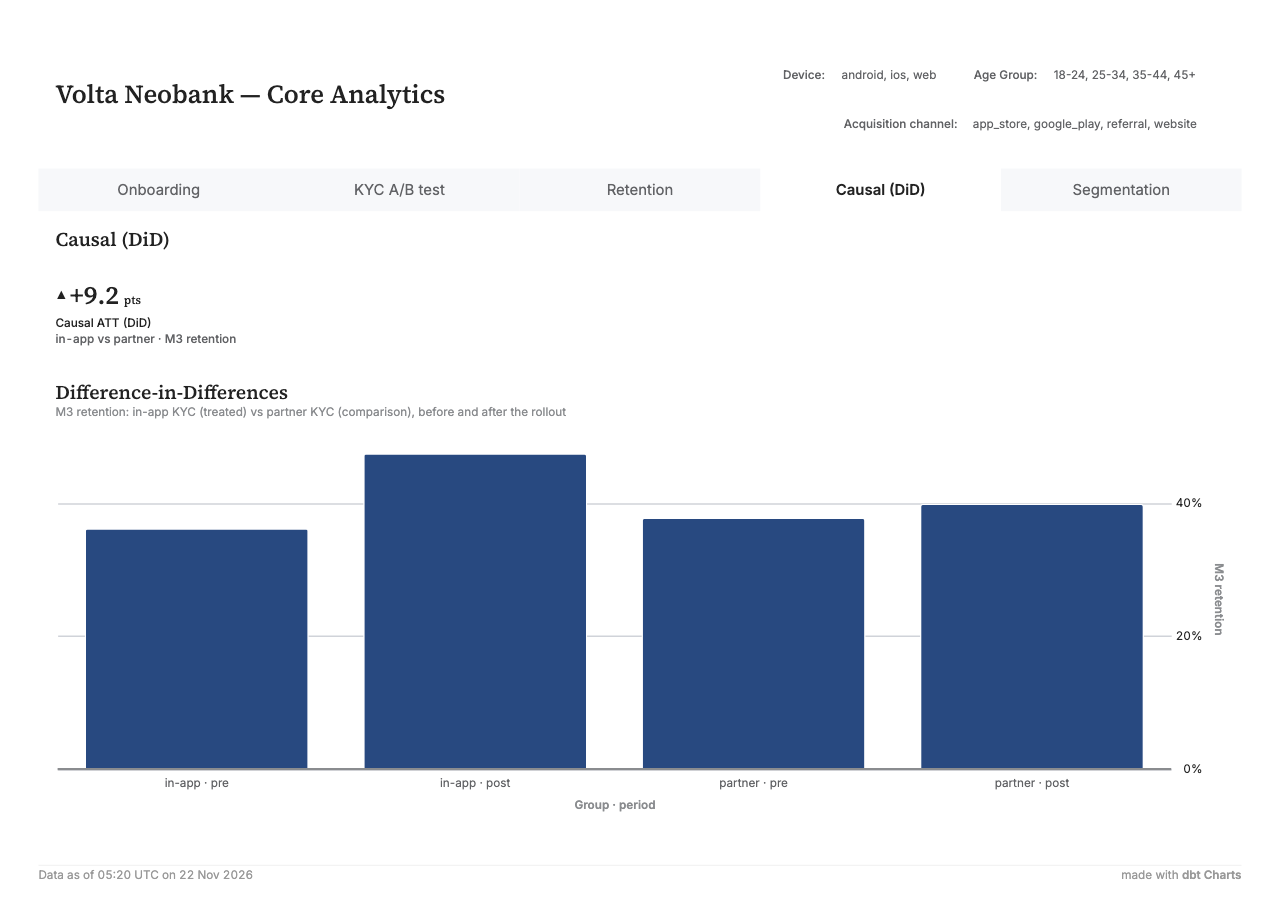 Volta Neobank — Core Analytics
Device: android, ios, web Age Group: 18-24, 25-34, 35-44, 45+
Acquisition channel: app_store, google_play, referral, website
Onboarding KYC A/B test Retention Causal (DiD) Segmentation
Causal (DiD)
▲+9.2 pts
Causal ATT (DiD)
in-app vs partner · M3 retention
Difference-in-Differences
M3 retention: in-app KYC (treated) vs partner KYC (comparison), before and after the rollout
40%
20%
0%
M3 retention
in-app · pre in-app · post partner · pre partner · post
Group · period
Data as of 05:20 UTC on 22 Nov 2026 made with dbt Charts